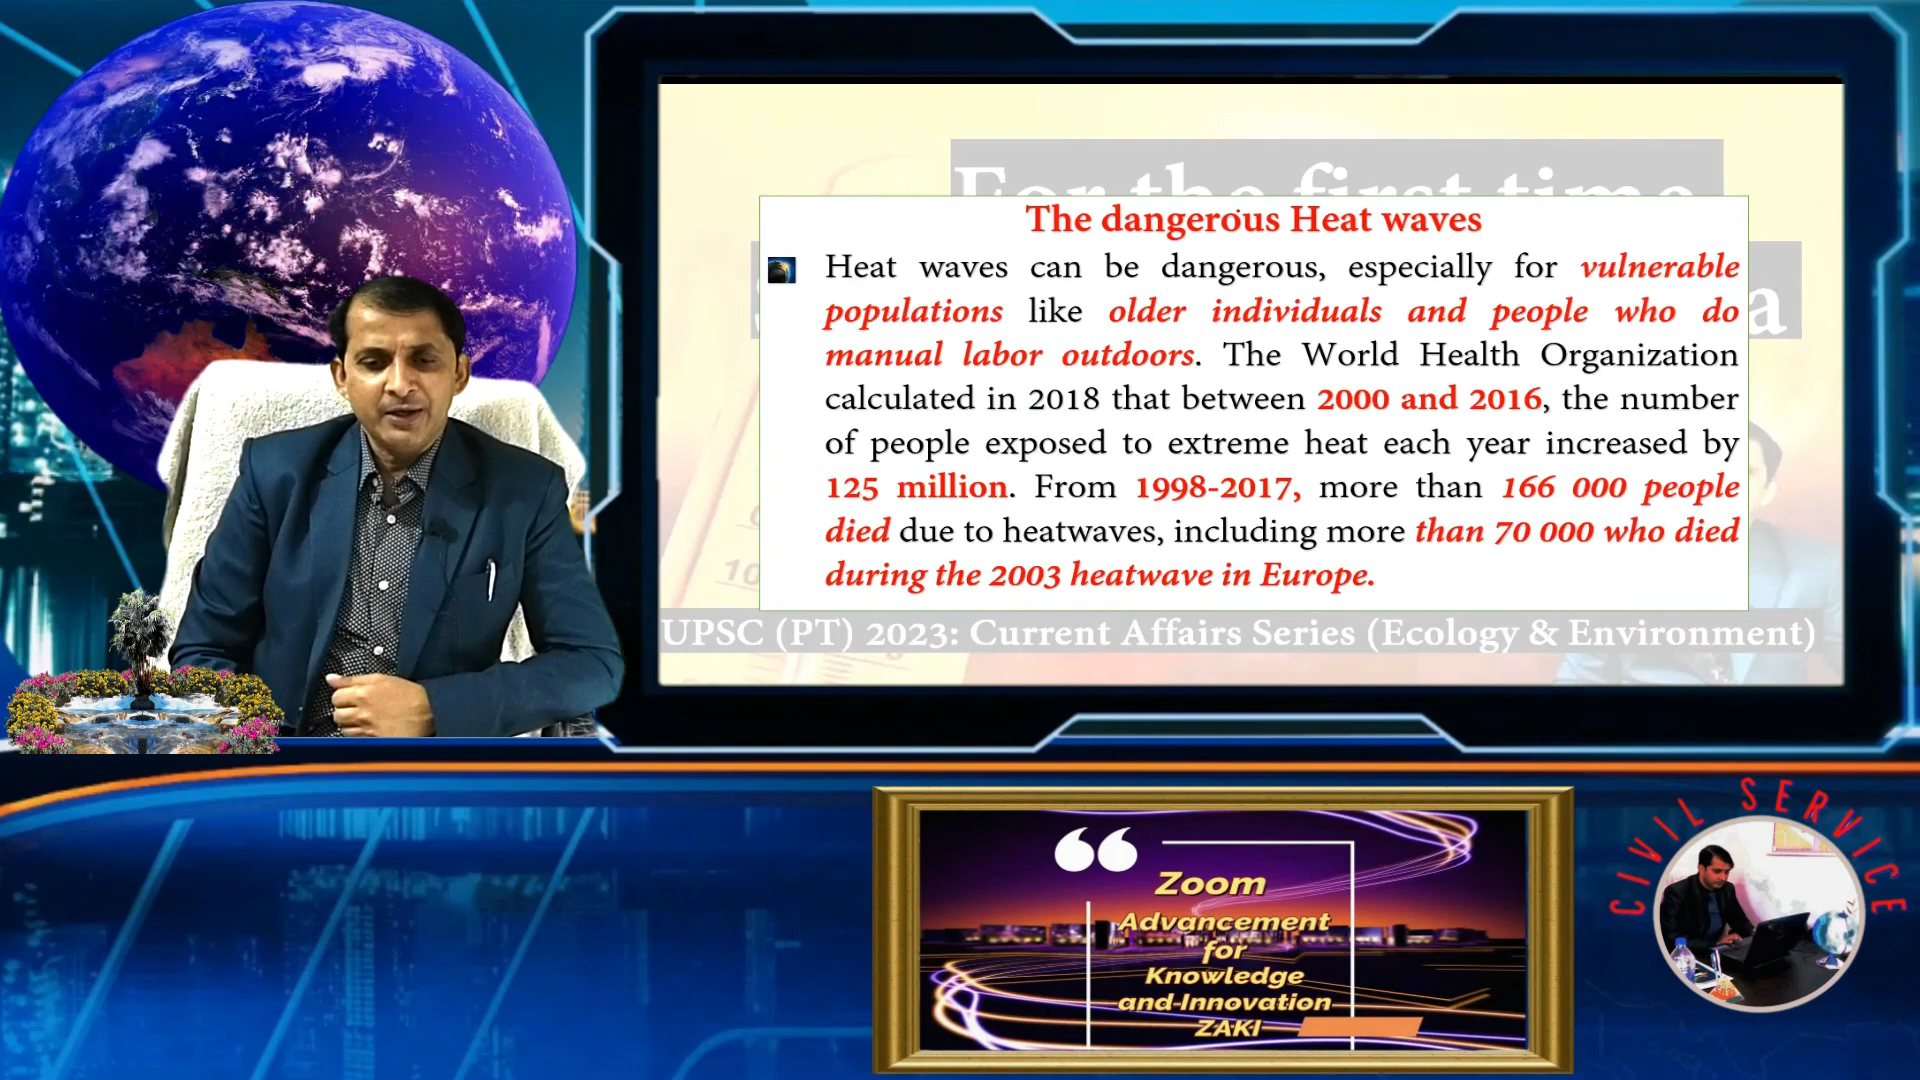 For the first time
The dangerous Heat waves
Heat waves can be dangerous, especially for vulnerable
populations like older individuals and people who do
manual labor outdoors. The World Health Organization
calculated in 2018 that between 2000 and 2016, the number
of people exposed to extreme heat each year increased by
125 million. From 1998-2017, more than 166 000 people
died due to heatwaves, including more than 70 000 who died
during the 2003 heatwave in Europe.
UPSC (PT) 2023: Current Affairs Series (Ecology & Environment)
Zoom
Advancement
for
Knowledge
and Innovation
ZAKI
CIVIL SERVICE